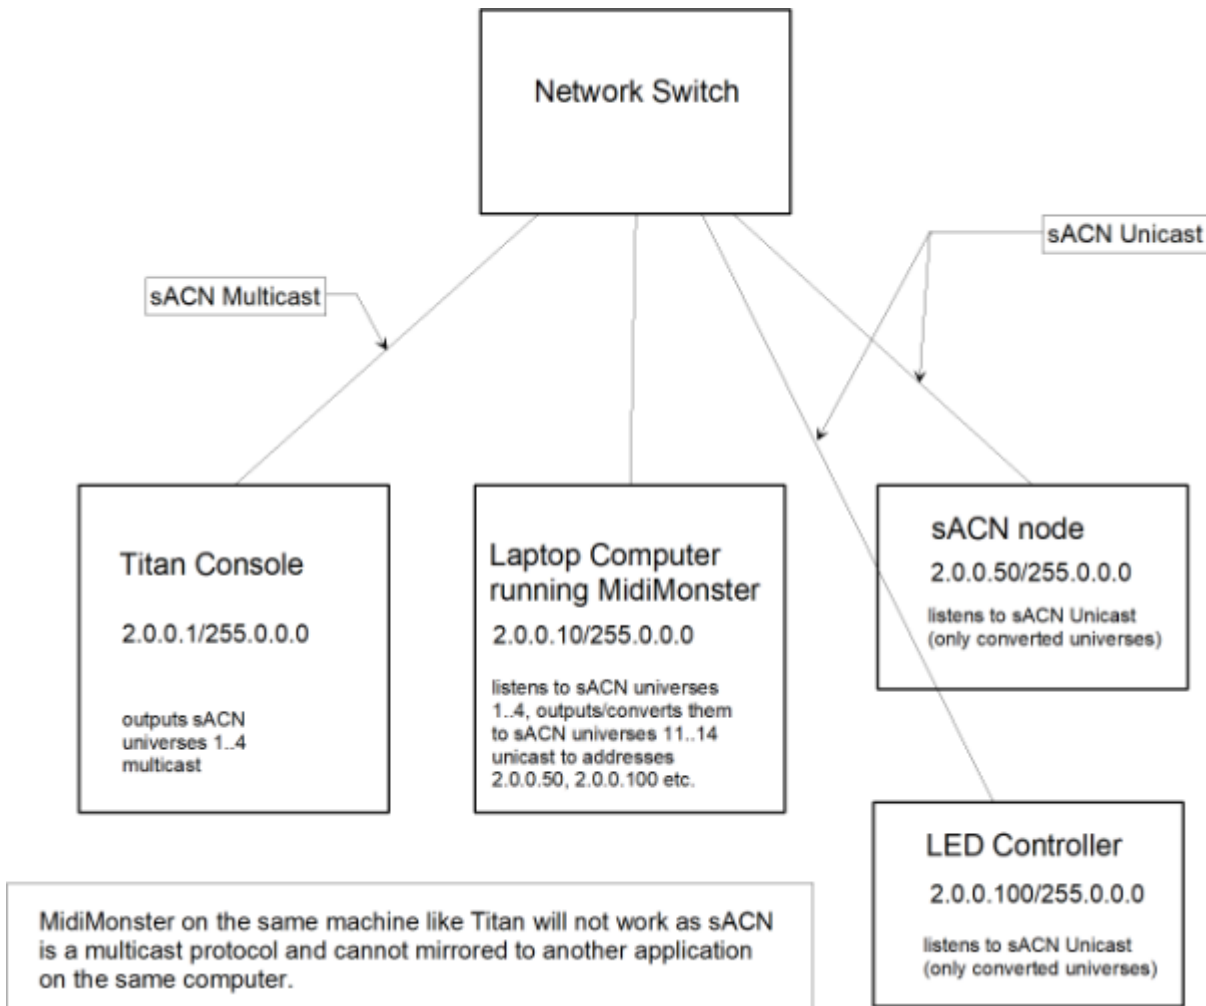 Network Switch
sACN Unicast
sACN Multicast
Titan Console
2.0.0.1/255.0.0.0
outputs sACN
universes 1..4
multicast
Laptop Computer
running MidiMonster
2.0.0.10/255.0.0.0
listens to sACN universes
1..4, outputs/converts them
to sACN universes 11..14
unicast to addresses
2.0.0.50, 2.0.0.100 etc.
sACN node
2.0.0.50/255.0.0.0
listens to sACN Unicast
(only converted universes)
LED Controller
2.0.0.100/255.0.0.0
listens to sACN Unicast
(only converted universes)
MidiMonster on the same machine like Titan will not work as sACN
is a multicast protocol and cannot mirrored to another application
on the same computer.